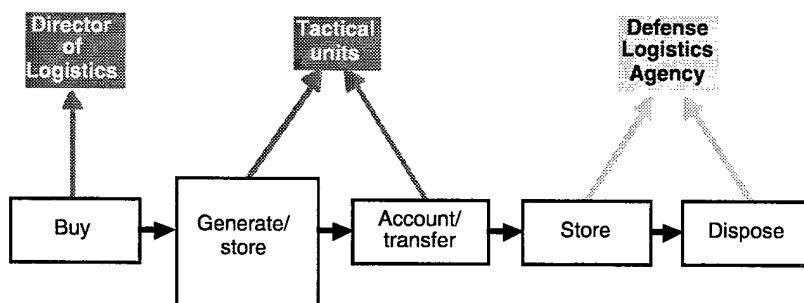 Director
of
Logistics
Tactical
units
Defense
Logistics
Agency
Buy
Generate/
store
Account/
transfer
Store
Dispose